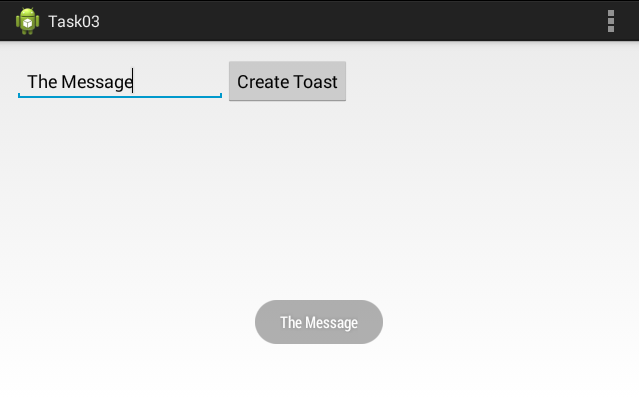 Task03
The Message
Create Toast
The Message